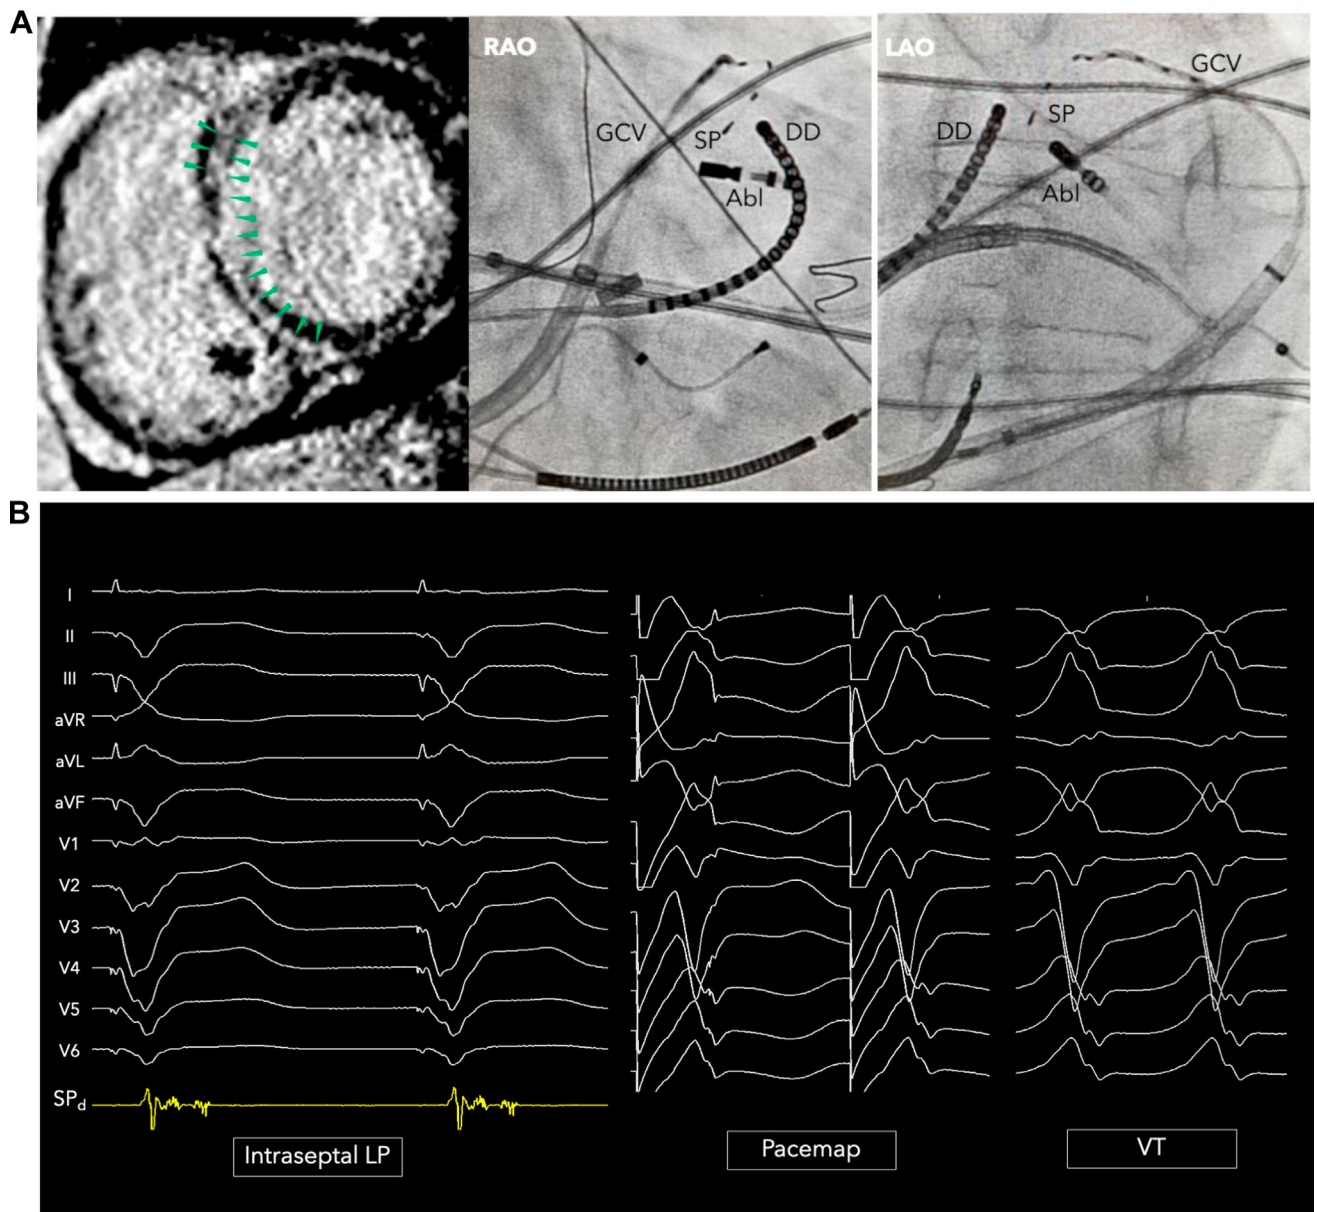 A
RAO
GCV
SP
DD
Abl
LAO
GCV
SP
DD
Abl
B
I
II
III
aVR
aVL
aVF
V1
V2
V3
V4
V5
V6
SPd
Intraseptal LP
Pacemap
VT